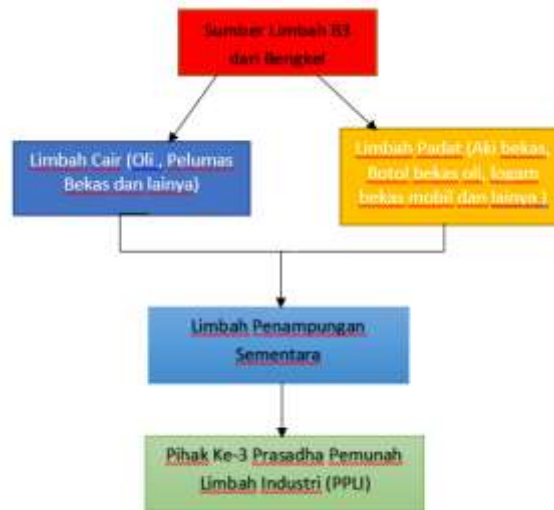 Sumber Limbah B3
dari Bengkel
Limbah Cair (Oli , Pelumas
Bekas dan lainya)
Limbah Padat (Aki bekas,
Botol bekas oli, logam
bekas mobil dan lainya )
Limbah Penampungan
Sementara
Pihak Ke-3 Prasadha Pemunah
Limbah Industri (PPLI)